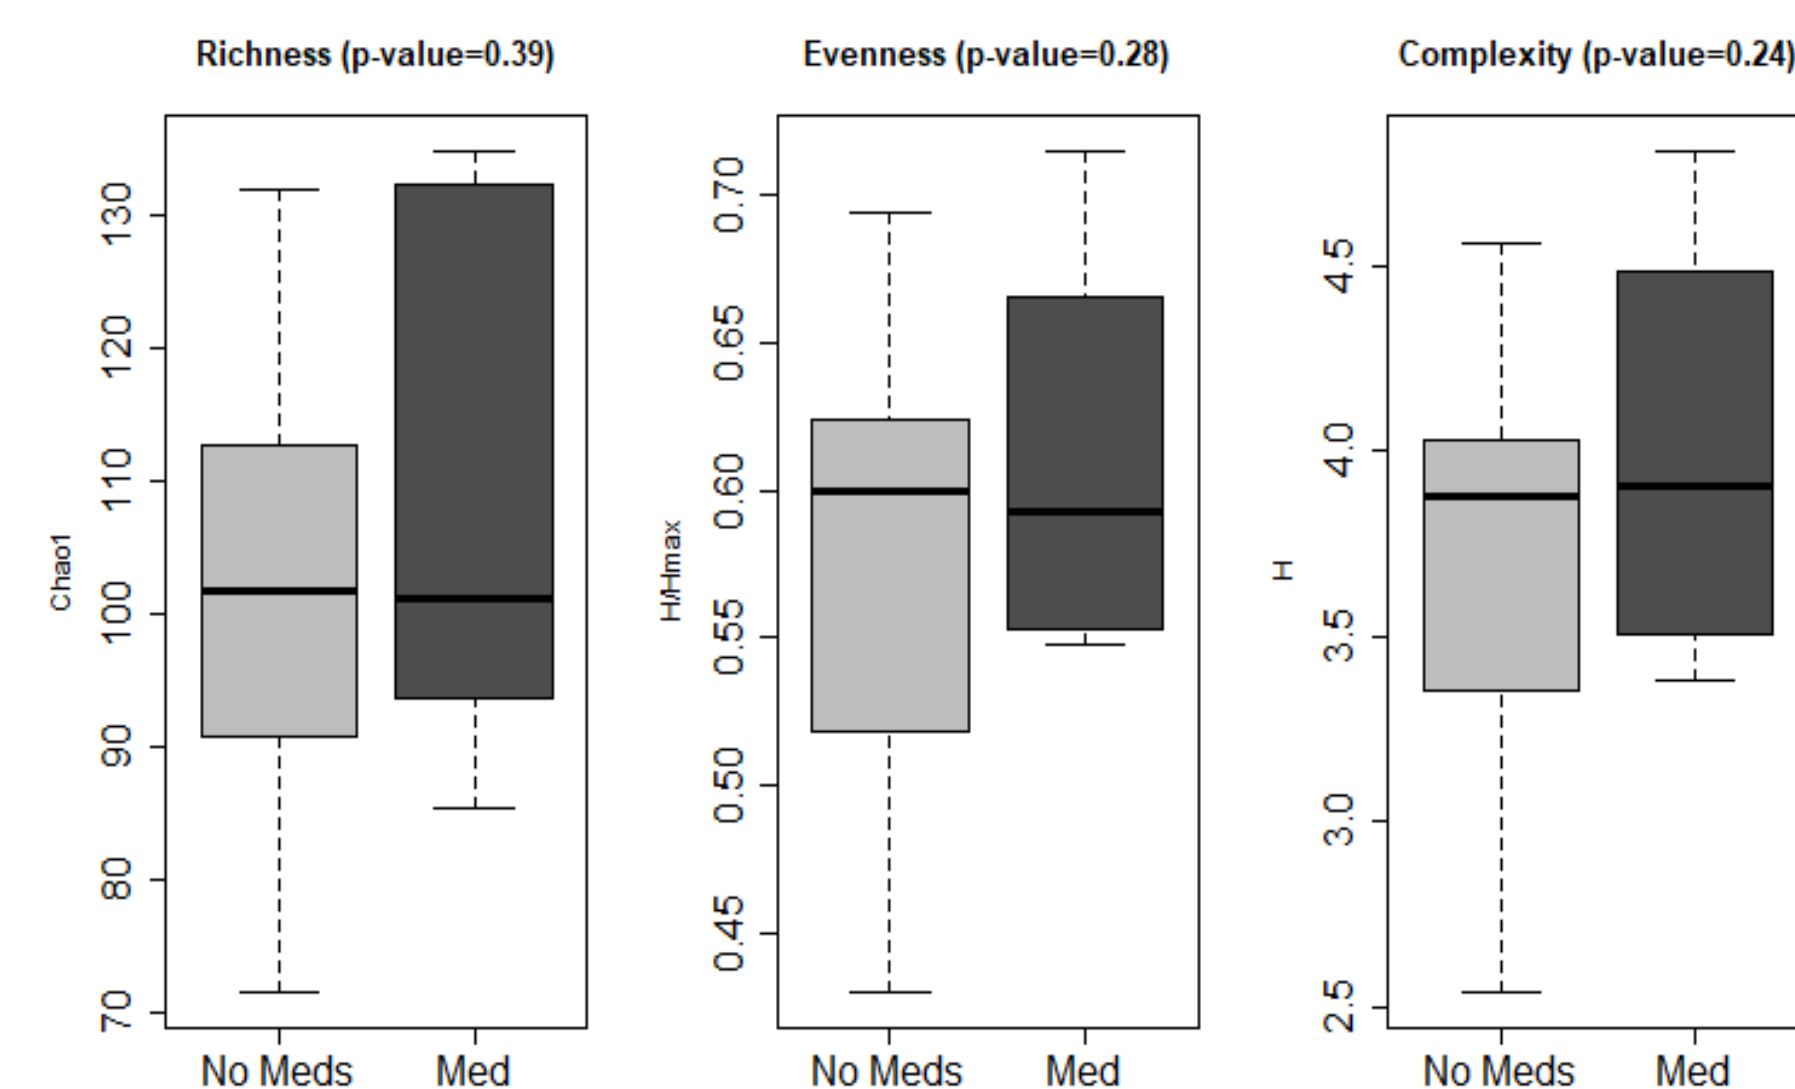 Richness (p-value=0.39)
Chao1
130
120
110
100
90
80
70
No Meds
Med
Evenness (p-value=0.28)
H/Hmax
0.70
0.65
0.60
0.55
0.50
0.45
No Meds
Med
Complexity (p-value=0.24)
H
4.5
4.0
3.5
3.0
2.5
No Meds
Med